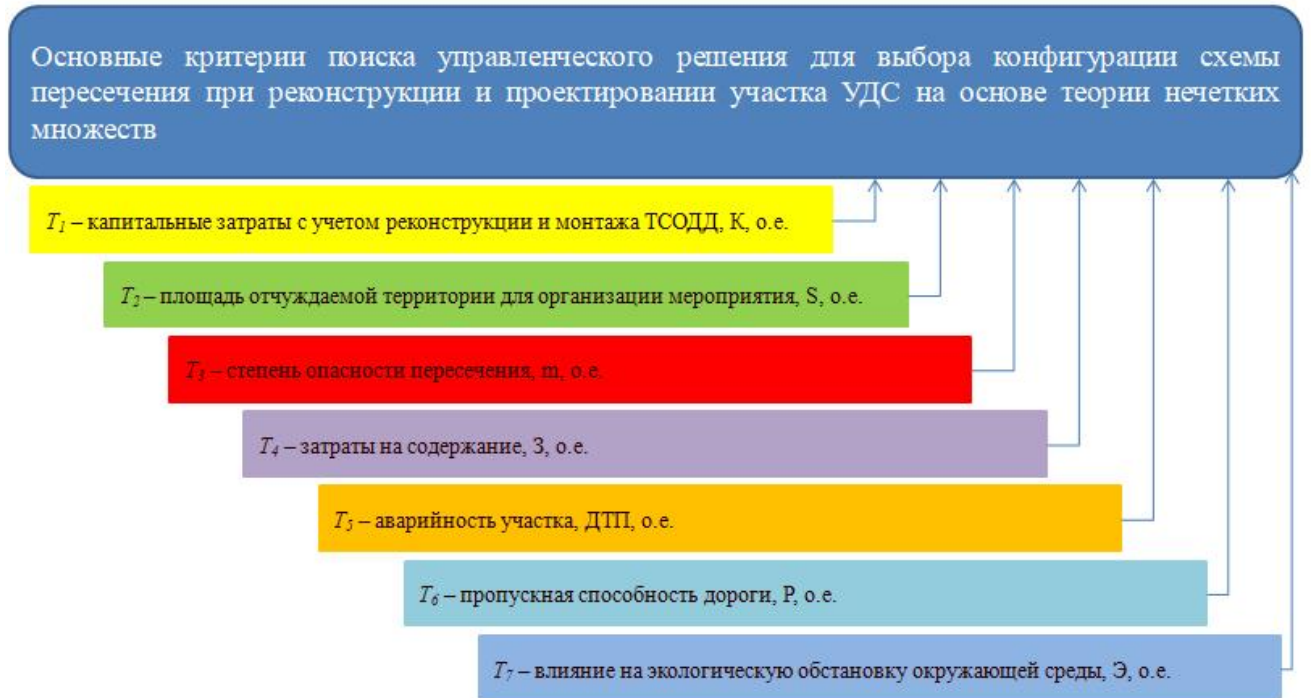 Основные критерии поиска управленческого решения для выбора конфигурации схемы
пересечения при реконструкции и проектировании участка УДС на основе теории нечетких
множеств
T1 – капитальные затраты с учетом реконструкции и монтажа ТСОДД, К, о.е.
T2 – площадь отчуждаемой территории для организации мероприятия, S, о.е.
T3 – степень опасности пересечения, m, о.е.
T4 – затраты на содержание, З, о.е.
T5 – аварийность участка, ДТП, о.е.
T6 – пропускная способность дороги, P, о.е.
T7 – влияние на экологическую обстановку окружающей среды, Э, о.е.